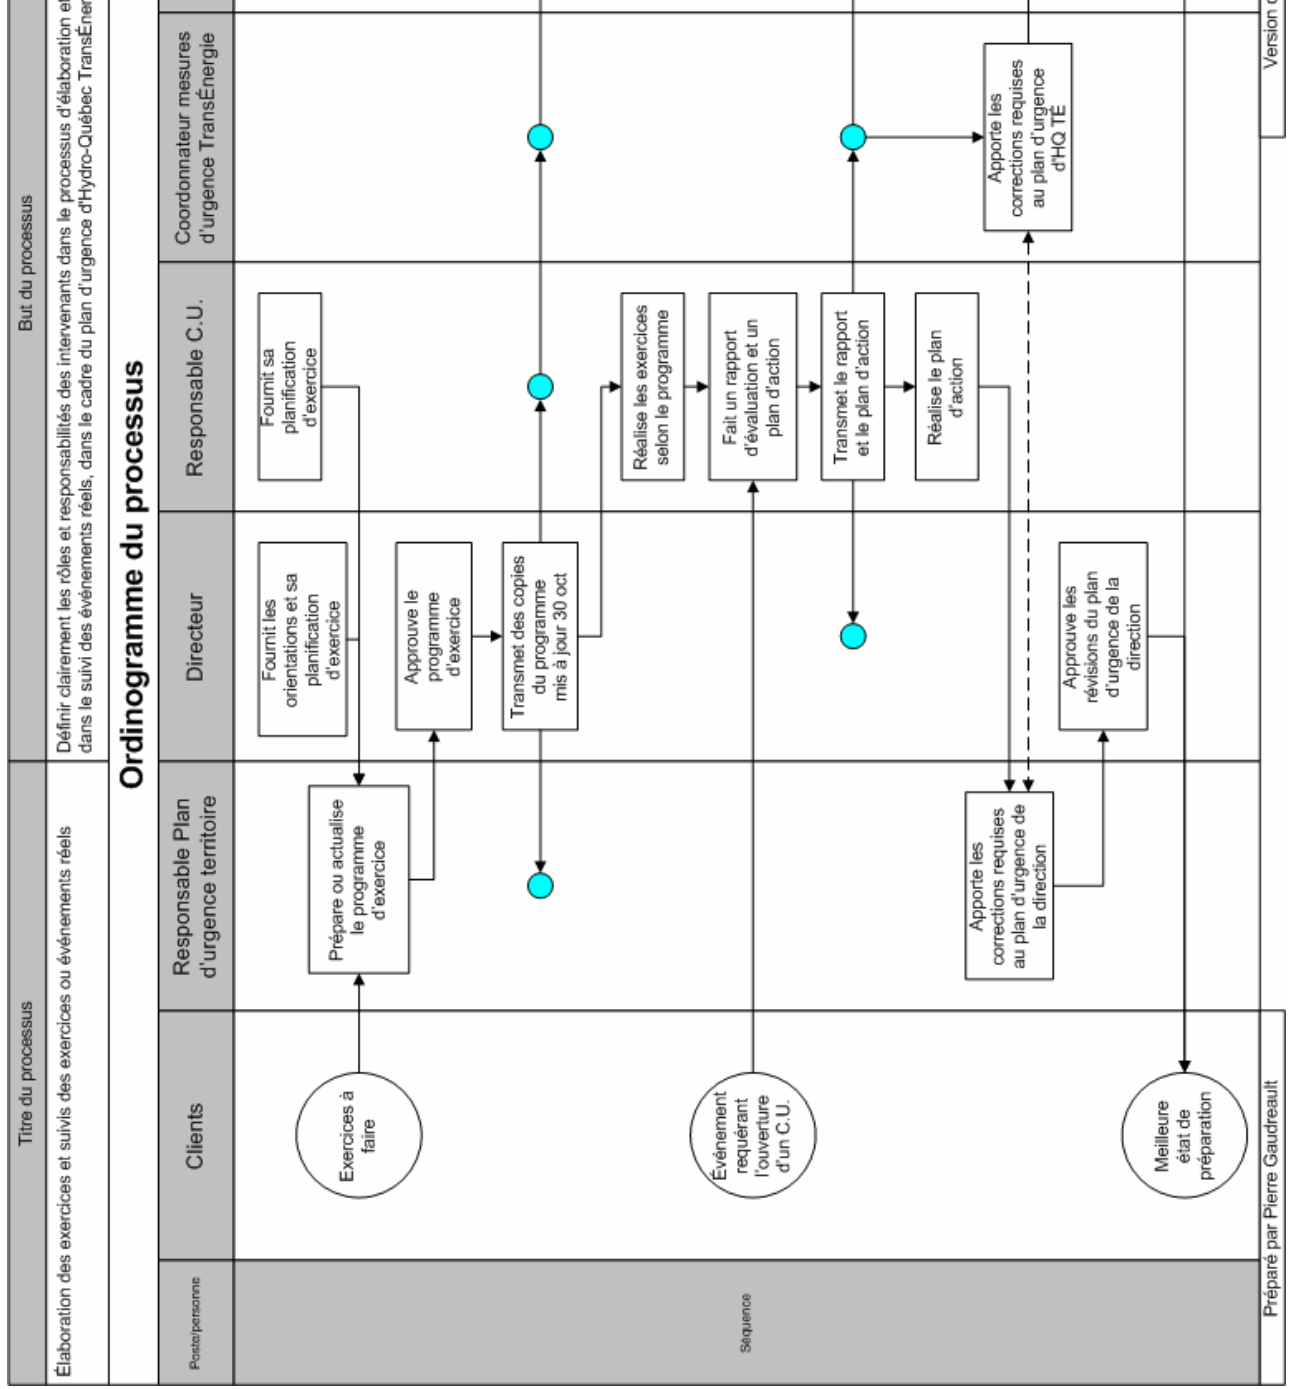 Titre du processus
But du processus
Élaboration des exercices et suivis des exercices ou événements réels
Définir clairement les rôles et responsabilités des intervenants dans le processus d'élaboration et
dans le suivi des événements réels, dans le cadre du plan d'urgence d'Hydro-Québec
Ordinogramme du processus
Poste/personne
Clients
Responsable Plan
d'urgence territoire
Directeur
Responsable C.U.
Coordonnateur mesures
d'urgence TransÉnergie
Séquence
Exercices à
faire
Prépare ou actualise
le programme
d'exercice
Fournit les
orientations et sa
planification
d'exercice
Fournit sa
planification
d'exercice
Approuve le
programme
d'exercice
Transmet des copies
du programme
mis à jour 30 oct
Réalise les exercices
selon le programme
Événement
requérant
l'ouverture
d'un C.U.
Fait un rapport
d'évaluation et un
plan d'action
Transmet le rapport
et le plan d'action
Réalise le plan
d'action
Apporte les
corrections requises
au plan d'urgence de
la direction
Apporte les
corrections requises
au plan d'urgence
d'HQ TÉ
Approuve les
révisions du plan
d'urgence de la
direction
Meilleure
état de
préparation
Préparé par Pierre Gaudreault
Version